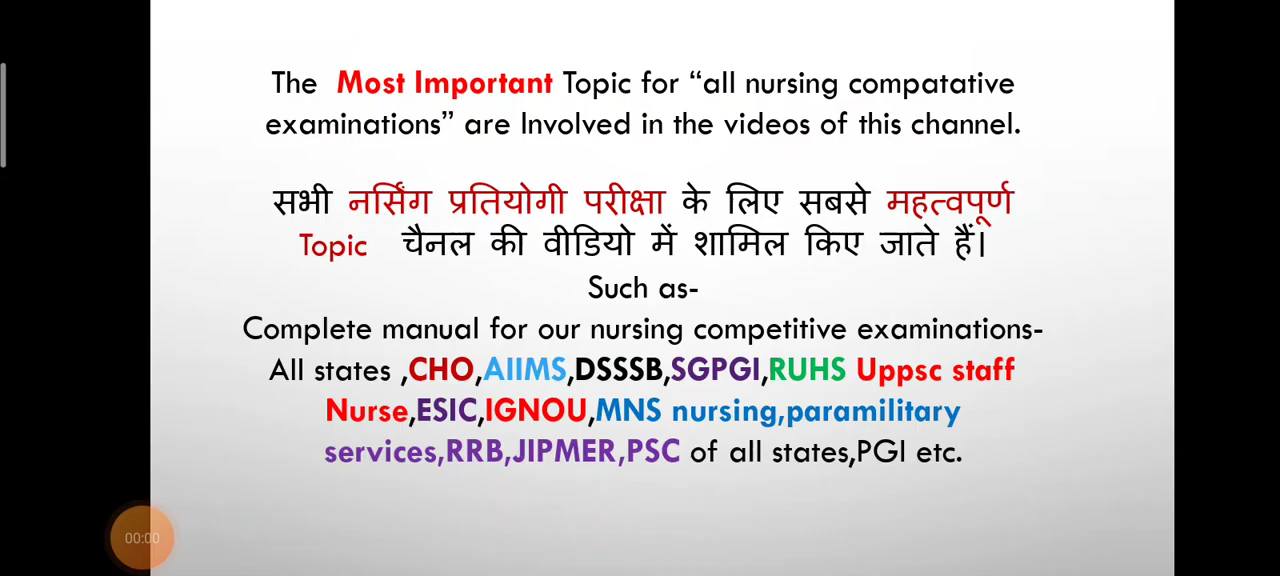 The Most Important Topic for “all nursing compatative
examinations” are Involved in the videos of this channel.
सभी नर्सिंग प्रतियोगी परीक्षा के लिए सबसे महत्वपूर्ण
Topic चैनल की वीडियो में शामिल किए जाते हैं।
Such as-
Complete manual for our nursing competitive examinations-
All states ,CHO,AIIMS,DSSSB,SGPGI,RUHS Uppsc staff
Nurse,ESIC,IGNOU,MNS nursing,paramilitary
services,RRB,JIPMER,PSC of all states,PGI etc.
00:00